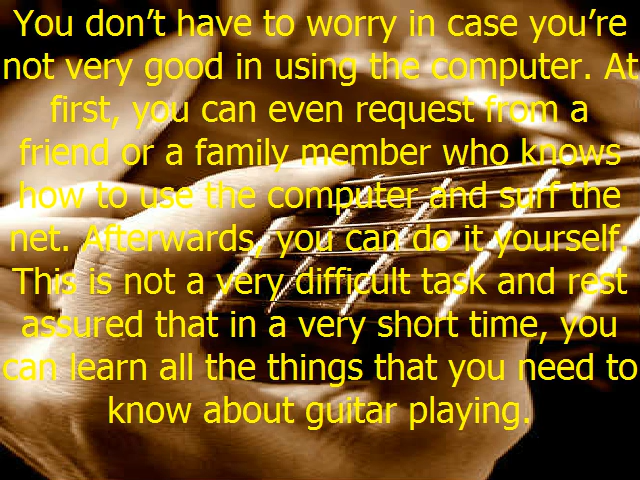 You don’t have to worry in case you’re
not very good in using the computer. At
first, you can even request from a
friend or a family member who knows
how to use the computer and surf the
net. Afterwards, you can do it yourself.
This is not a very difficult task and rest
assured that in a very short time, you
can learn all the things that you need to
know about guitar playing.